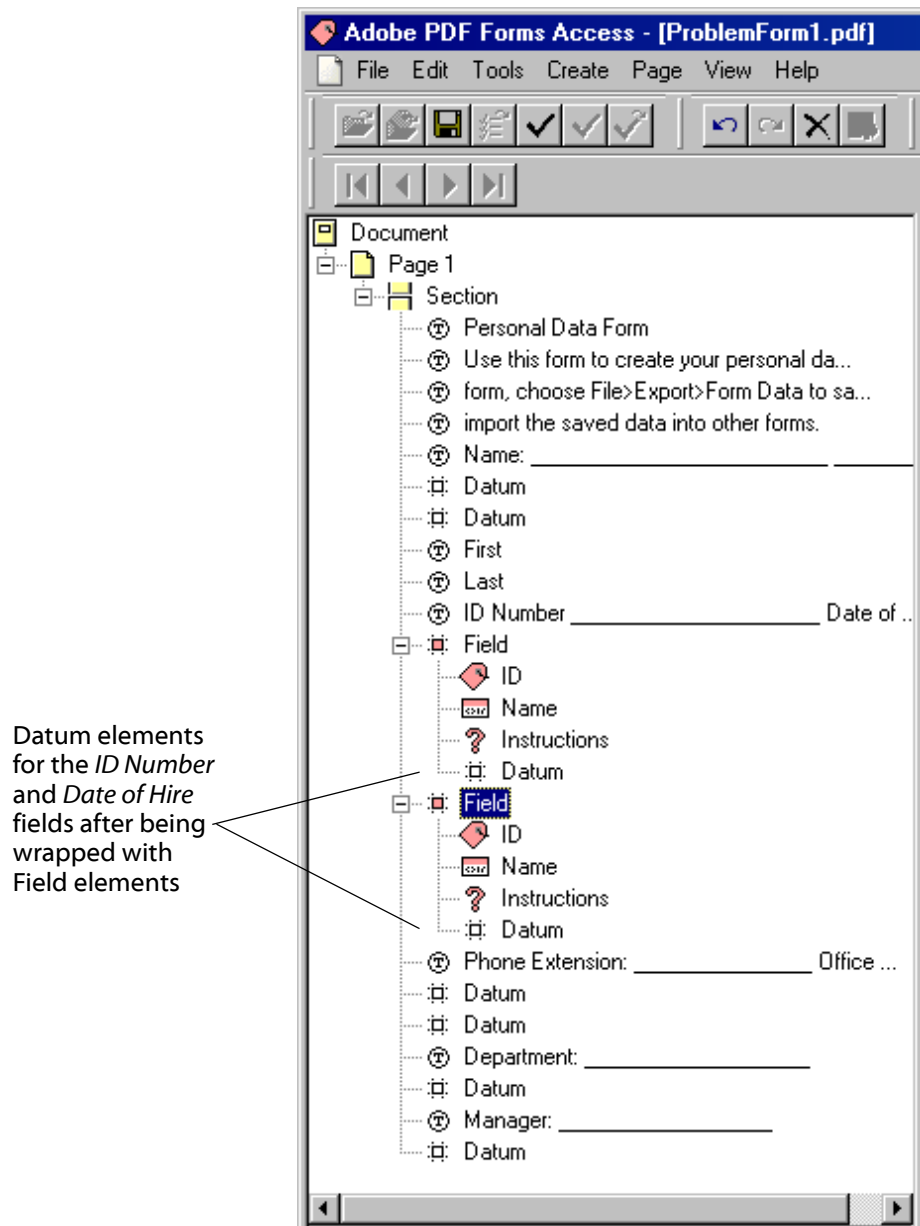 Adobe PDF Forms Access - [ProblemForm1.pdf]
File Edit Tools Create Page View Help
Document
Page 1
Section
Personal Data Form
Use this form to create your personal da...
form, choose File>Export>Form Data to sa...
import the saved data into other forms.
Name: _______________________ ______
Datum
Datum
First
Last
ID Number ___________________ Date of ..
Field
ID
Name
Instructions
Datum
Field
ID
Name
Instructions
Datum
Phone Extension: ______________ Office ...
Datum
Datum
Department: _________________
Datum
Manager: ________________
Datum
Datum elements
for the ID Number
and Date of Hire
fields after being
wrapped with
Field elements